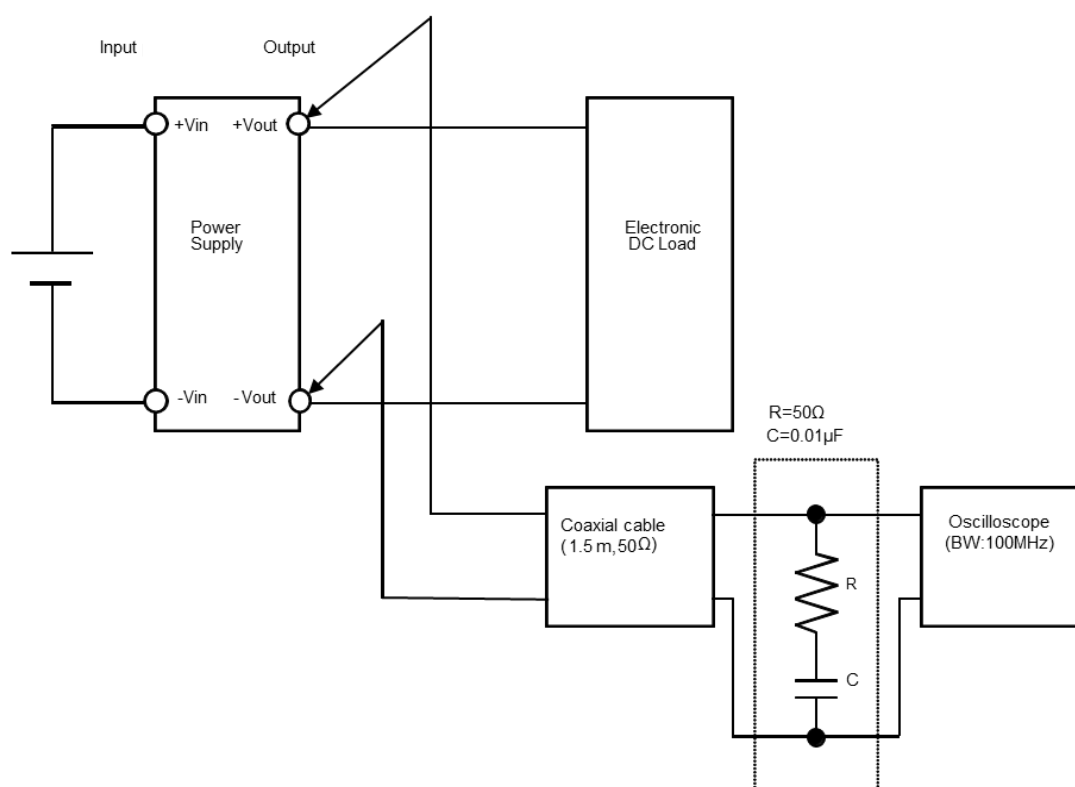 Input
Output
+Vin
+Vout
Power
Supply
Electronic
DC Load
-Vin
-Vout
R=50Ω
C=0.01μF
Coaxial cable
(1.5 m,50Ω)
Oscilloscope
(BW:100MHz)
R
C